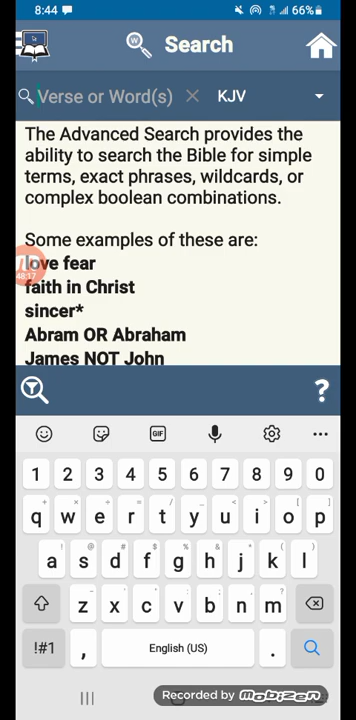 8:44
66%
W
Search
Verse or Word(s)
KJV
The Advanced Search provides the
ability to search the Bible for simple
terms, exact phrases, wildcards, or
complex boolean combinations.
Some examples of these are:
love fear
48:17
faith in Christ
sincer*
Abram OR Abraham
James NOT John
?
GIF
1 2 3 4 5 6 7 8 9 0
q w e r t y u i o p
a s d f g h j k l
z x c v b n m
!#1 , English (US) .
Recorded by mobizen